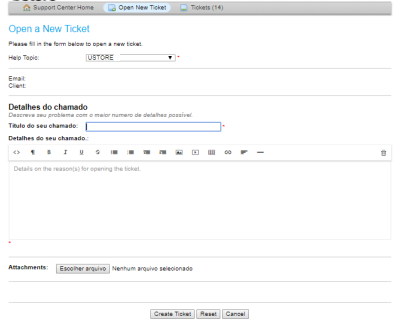 Support Center Home Open New Ticket Tickets (14)
Open a New Ticket
Please fill in the form below to open a new ticket.
Help Topic: USTORE *
Email:
Client:
Detalhes do chamado
Descreva seu problema com o maior numero de detalhes possível
Titulo do seu chamado: *
Detalhes do seu chamado.:
Details on the reason(s) for opening the ticket.
*
Attachments: Escolher arquivo Nenhum arquivo selecionado
Create Ticket Reset Cancel